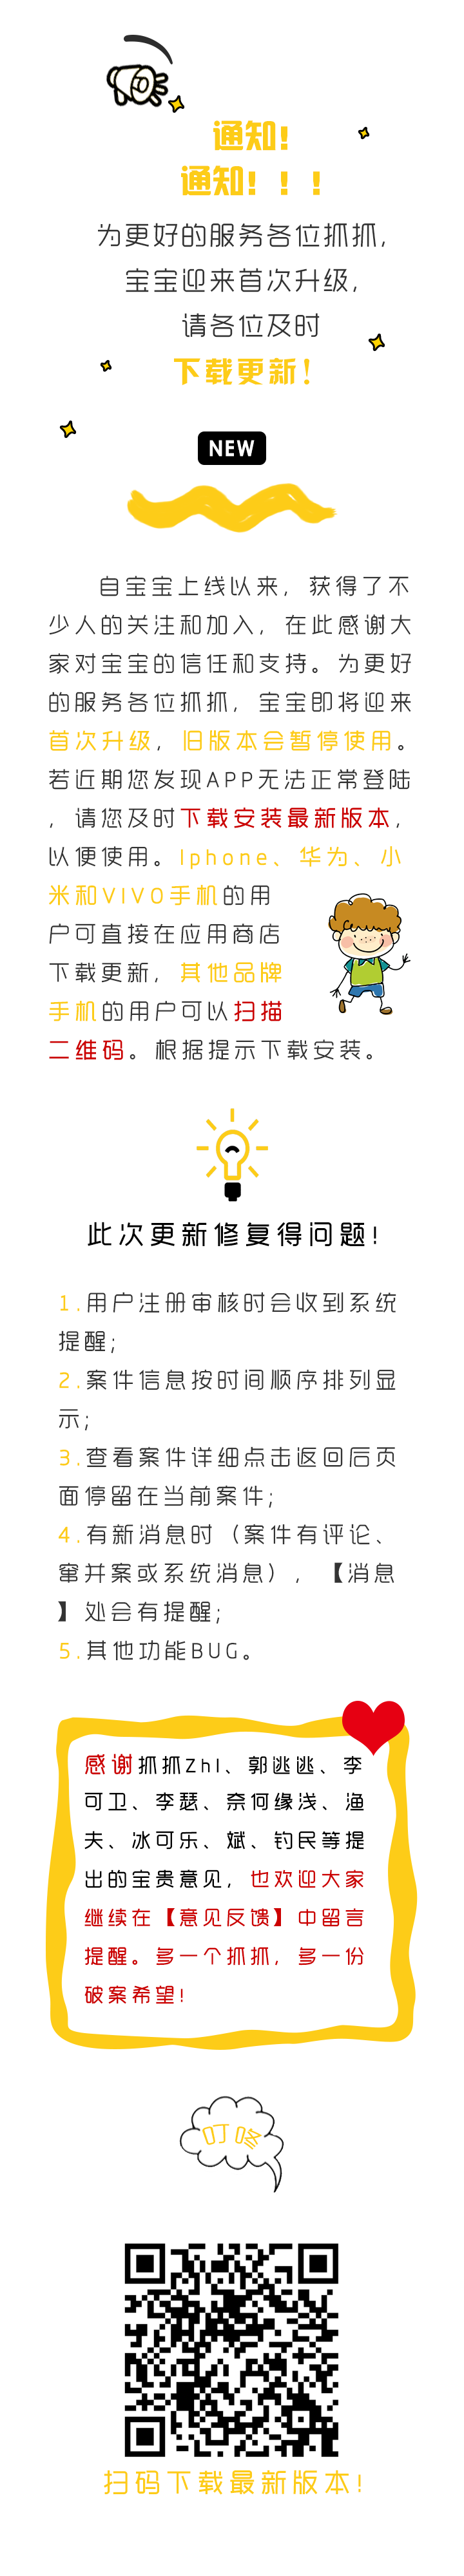 通知!
通知! ! !
为更好的服务各位抓抓,
宝宝迎来首次升级,
请各位及时
下载更新!
NEW
自宝宝上线以来, 获得了不
少人的关注和加入, 在此感谢大
家对宝宝的信任和支持。为更好
的服务各位抓抓, 宝宝即将迎来
首次升级, 旧版本会暂停使用。
若近期您发现APP无法正常登陆
, 请您及时下载安装最新版本,
以便使用。Iphone、华为、小
米和VIVO手机的用
户可直接在应用商店
下载更新, 其他品牌
手机的用户可以扫描
二维码。根据提示下载安装。
此次更新修复得问题!
1.用户注册审核时会收到系统
提醒;
2.案件信息按时间顺序排列显
示;
3.查看案件详细点击返回后页
面停留在当前案件;
4.有新消息时（案件有评论、
窜并案或系统消息）, 【消息
】处会有提醒;
5.其他功能BUG。
感谢抓抓Zhl、郭逃逃、李
可卫、李瑟、奈何缘浅、渔
夫、冰可乐、斌、钓民等提
出的宝贵意见, 也欢迎大家
继续在【意见反馈】中留言
提醒。多一个抓抓, 多一份
破案希望!
叮咚
扫码下载最新版本!